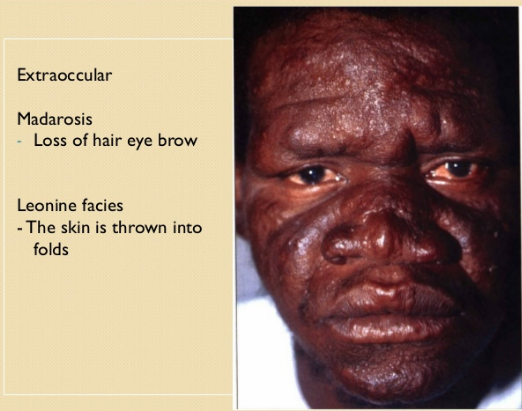 Extraoccular
Madarosis
- Loss of hair eye brow
Leonine facies
- The skin is thrown into
folds